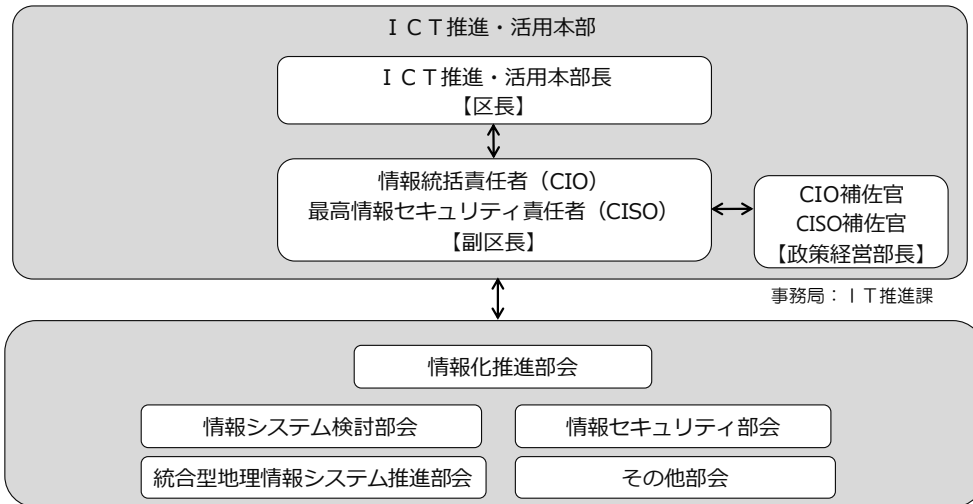 ＩＣＴ推進・活用本部
ＩＣＴ推進・活用本部長
【区長】
情報統括責任者（CIO）
最高情報セキュリティ責任者（CISO）
【副区長】
CIO補佐官
CISO補佐官
【政策経営部長】
事務局：ＩＴ推進課
情報化推進部会
情報システム検討部会
情報セキュリティ部会
統合型地理情報システム推進部会
その他部会